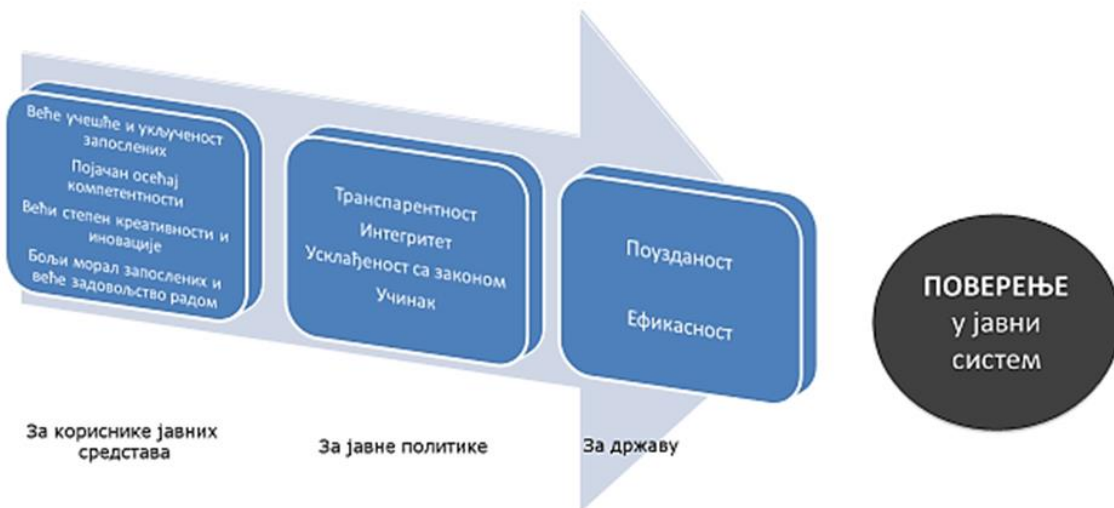 Веће учешће и укљученост
запослених
Појачан осећај
компетентности
Већи степен креативности и
иновације
Бољи морал запослених и
веће задовољство радом
Транспарентност
Интегритет
Усклађеност са законом
Учинак
Поузданост
Ефикасност
ПОВЕРЕЊЕ
у јавни
систем
За кориснике јавних
средстава
За јавне политике
За државу